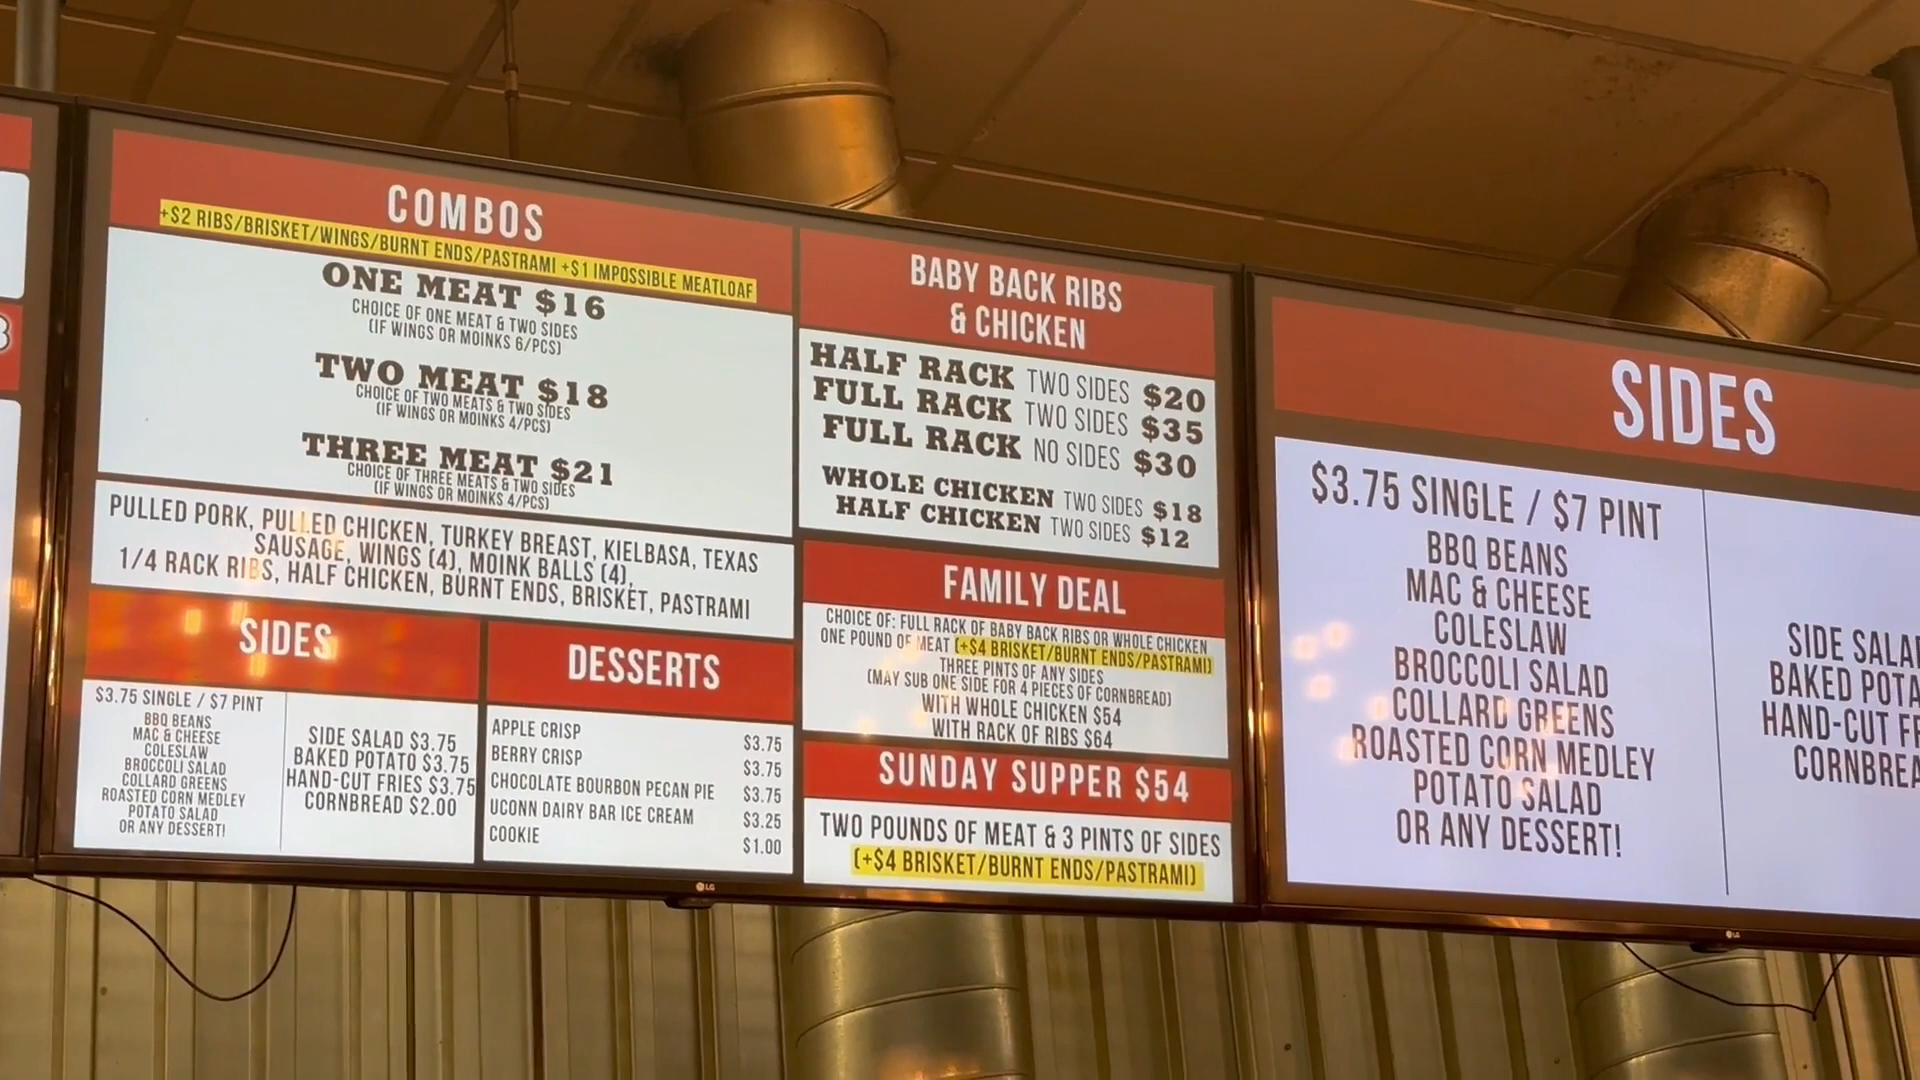 COMBOS
+$2 RIBS/BRISKET/WINGS/BURNT ENDS/PASTRAMI +$1 IMPOSSIBLE MEATLOAF
ONE MEAT $16
CHOICE OF ONE MEAT & TWO SIDES
(IF WINGS OR MOINKS 6/PCS)
TWO MEAT $18
CHOICE OF TWO MEATS & TWO SIDES
(IF WINGS OR MOINKS 4/PCS)
THREE MEAT $21
CHOICE OF THREE MEATS & TWO SIDES
(IF WINGS OR MOINKS 4/PCS)
PULLED PORK, PULLED CHICKEN, TURKEY BREAST, KIELBASA, TEXAS
SAUSAGE, WINGS (4), MOINK BALLS (4),
1/4 RACK RIBS, HALF CHICKEN, BURNT ENDS, BRISKET, PASTRAMI
SIDES
$3.75 SINGLE / $7 PINT
BBQ BEANS
MAC & CHEESE
COLESLAW
BROCCOLI SALAD
COLLARD GREENS
ROASTED CORN MEDLEY
POTATO SALAD
OR ANY DESSERT!
SIDE SALAD $3.75
BAKED POTATO $3.75
HAND-CUT FRIES $3.75
CORNBREAD $2.00
DESSERTS
APPLE CRISP $3.75
BERRY CRISP $3.75
CHOCOLATE BOURBON PECAN PIE $3.75
UCONN DAIRY BAR ICE CREAM $3.25
COOKIE $1.00
BABY BACK RIBS
& CHICKEN
HALF RACK TWO SIDES $20
FULL RACK TWO SIDES $35
FULL RACK NO SIDES $30
WHOLE CHICKEN TWO SIDES $18
HALF CHICKEN TWO SIDES $12
FAMILY DEAL
CHOICE OF: FULL RACK OF BABY BACK RIBS OR WHOLE CHICKEN
ONE POUND OF MEAT (+$4 BRISKET/BURNT ENDS/PASTRAMI)
THREE PINTS OF ANY SIDES
(MAY SUB ONE SIDE FOR 4 PIECES OF CORNBREAD)
WITH WHOLE CHICKEN $54
WITH RACK OF RIBS $64
SUNDAY SUPPER $54
TWO POUNDS OF MEAT & 3 PINTS OF SIDES
(+$4 BRISKET/BURNT ENDS/PASTRAMI)
LG
SIDES
$3.75 SINGLE / $7 PINT
BBQ BEANS
MAC & CHEESE
COLESLAW
BROCCOLI SALAD
COLLARD GREENS
ROASTED CORN MEDLEY
POTATO SALAD
OR ANY DESSERT!
SIDE SALA
BAKED POTA
HAND-CUT F
CORNBREA
LG